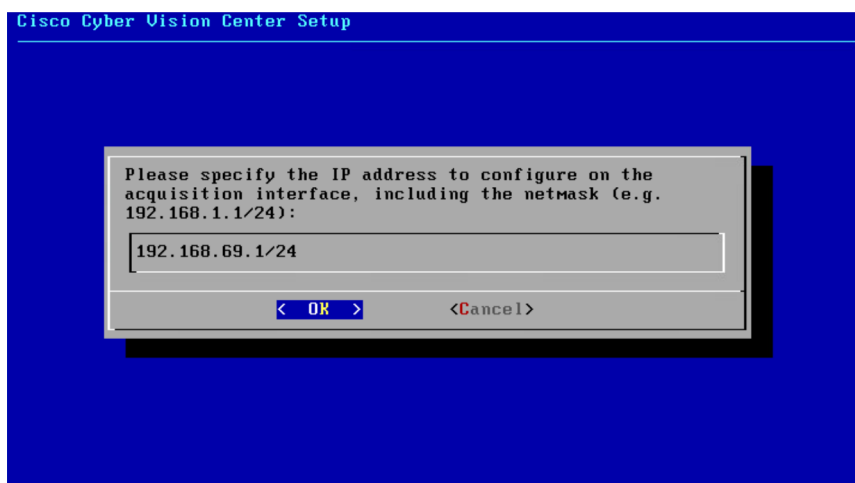 Cisco Cyber Vision Center Setup
Please specify the IP address to configure on the
acquisition interface, including the netmask (e.g.
192.168.1.1/24):
192.168.69.1/24
< OK > <Cancel>